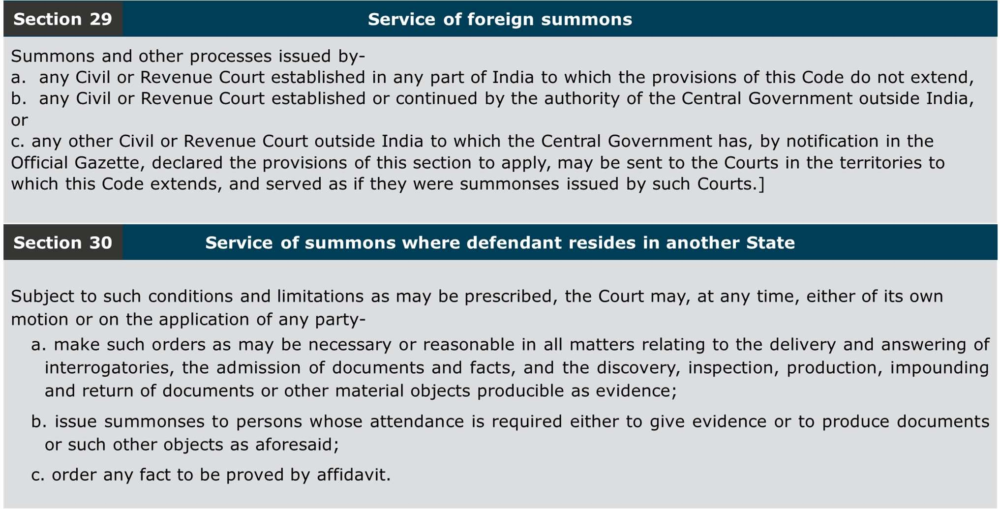 Section 29 Service of foreign summons
Summons and other processes issued by-
a. any Civil or Revenue Court established in any part of India to which the provisions of this Code do not extend,
b. any Civil or Revenue Court established or continued by the authority of the Central Government outside India,
or
c. any other Civil or Revenue Court outside India to which the Central Government has, by notification in the
Official Gazette, declared the provisions of this section to apply, may be sent to the Courts in the territories to
which this Code extends, and served as if they were summonses issued by such Courts.]
Section 30 Service of summons where defendant resides in another State
Subject to such conditions and limitations as may be prescribed, the Court may, at any time, either of its own
motion or on the application of any party-
a. make such orders as may be necessary or reasonable in all matters relating to the delivery and answering of
interrogatories, the admission of documents and facts, and the discovery, inspection, production, impounding
and return of documents or other material objects producible as evidence;
b. issue summonses to persons whose attendance is required either to give evidence or to produce documents
or such other objects as aforesaid;
c. order any fact to be proved by affidavit.